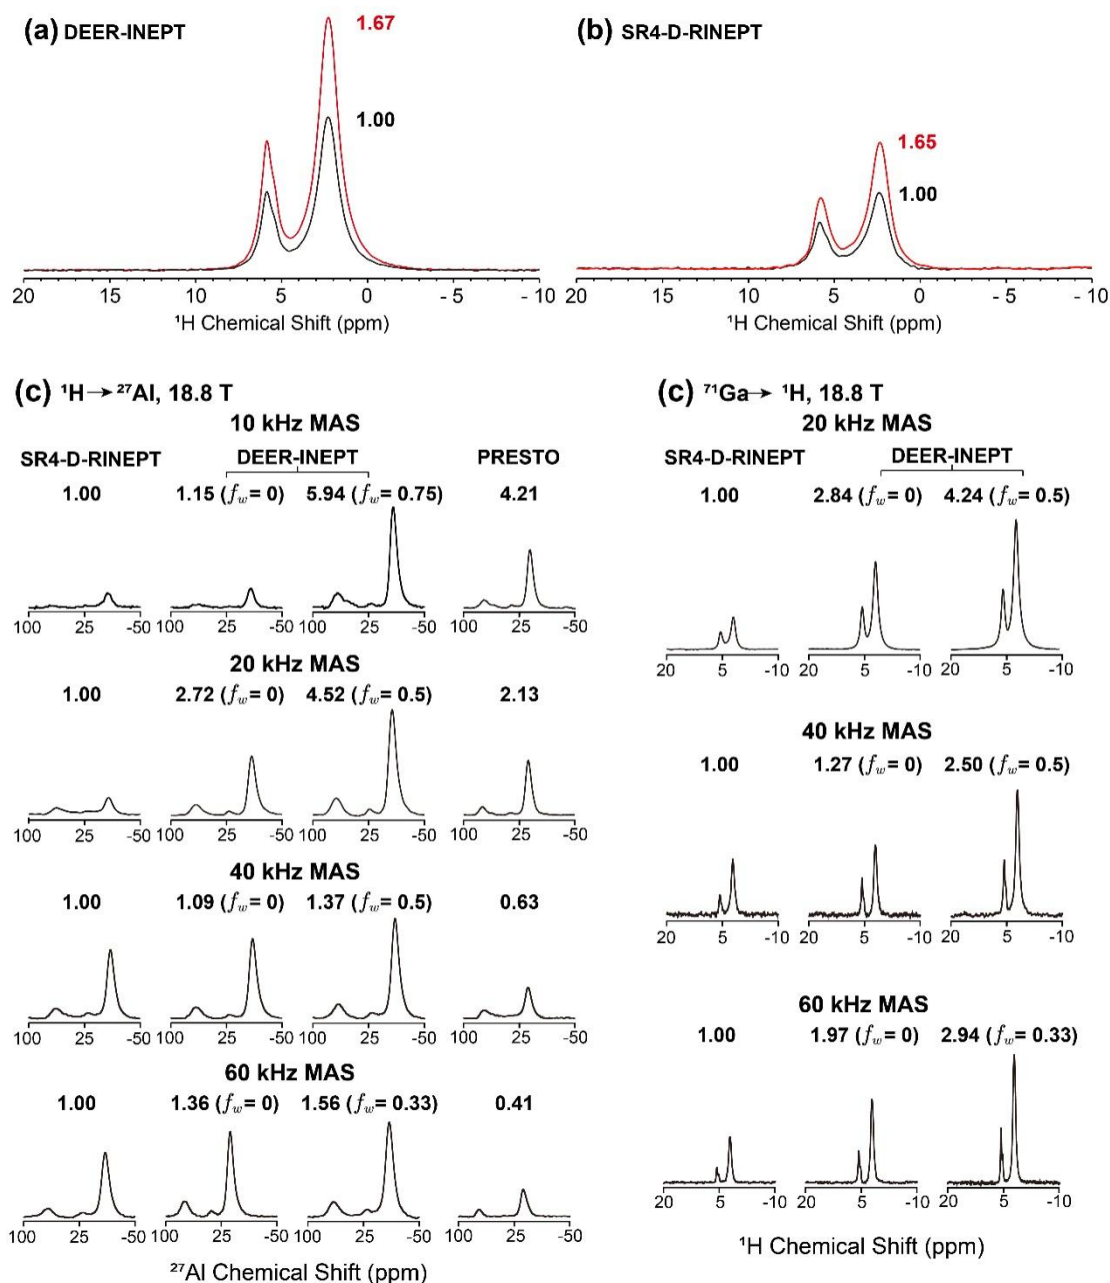 (a) DEER-INEPT
1.67
1.00
20 15 10 5 0 - 5 - 10
¹H Chemical Shift (ppm)
(b) SR4-D-RINEPT
1.65
1.00
20 15 10 5 0 - 5 - 10
¹H Chemical Shift (ppm)
(c) ¹H→ ²⁷Al, 18.8 T
10 kHz MAS
SR4-D-RINEPT DEER-INEPT PRESTO
1.00 1.15 (f_w = 0) 5.94 (f_w = 0.75) 4.21
100 25 -50 100 25 -50 100 25 -50 100 25 -50
20 kHz MAS
1.00 2.72 (f_w = 0) 4.52 (f_w = 0.5) 2.13
100 25 -50 100 25 -50 100 25 -50 100 25 -50
40 kHz MAS
1.00 1.09 (f_w = 0) 1.37 (f_w = 0.5) 0.63
100 25 -50 100 25 -50 100 25 -50 100 25 -50
60 kHz MAS
1.00 1.36 (f_w = 0) 1.56 (f_w = 0.33) 0.41
100 25 -50 100 25 -50 100 25 -50 100 25 -50
²⁷Al Chemical Shift (ppm)
(c) ⁷¹Ga→ ¹H, 18.8 T
20 kHz MAS
SR4-D-RINEPT DEER-INEPT
1.00 2.84 (f_w = 0) 4.24 (f_w = 0.5)
20 5 -10 20 5 -10 20 5 -10
40 kHz MAS
1.00 1.27 (f_w = 0) 2.50 (f_w = 0.5)
20 5 -10 20 5 -10 20 5 -10
60 kHz MAS
1.00 1.97 (f_w = 0) 2.94 (f_w = 0.33)
20 5 -10 20 5 -10 20 5 -10
¹H Chemical Shift (ppm)